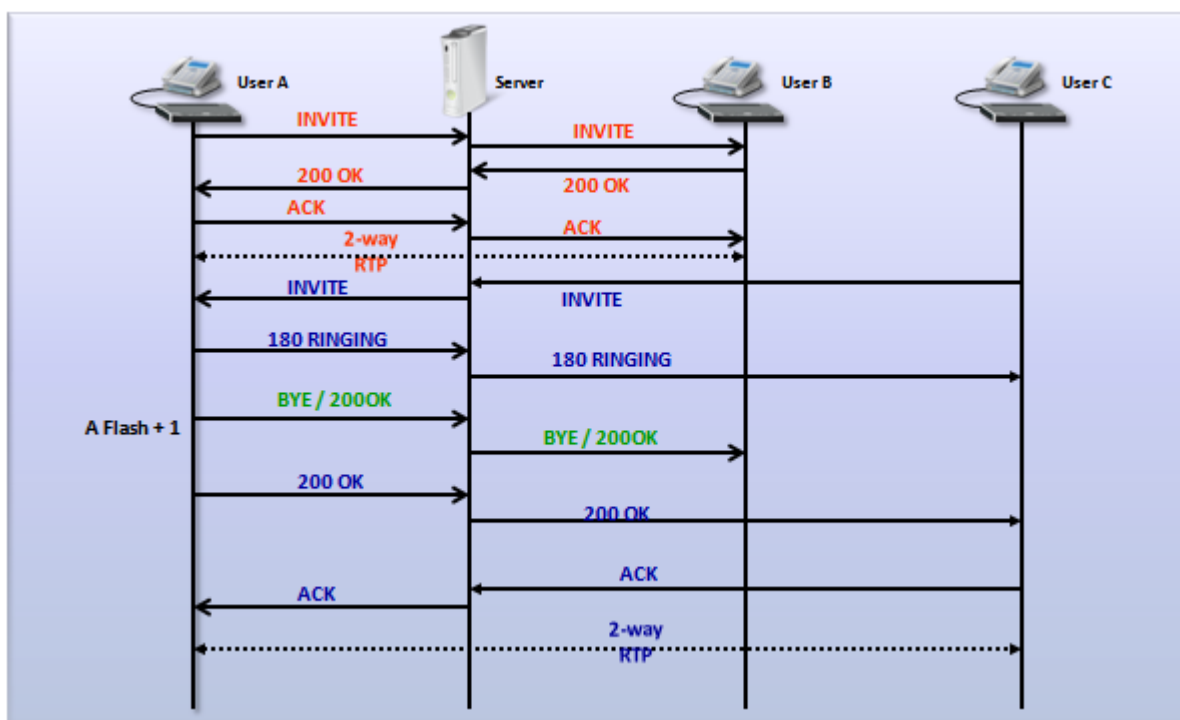 User A
Server
User B
User C
INVITE
INVITE
200 OK
200 OK
ACK
ACK
2-way
RTP
INVITE
INVITE
180 RINGING
180 RINGING
BYE / 200OK
A Flash + 1
BYE / 200OK
200 OK
200 OK
ACK
ACK
2-way
RTP